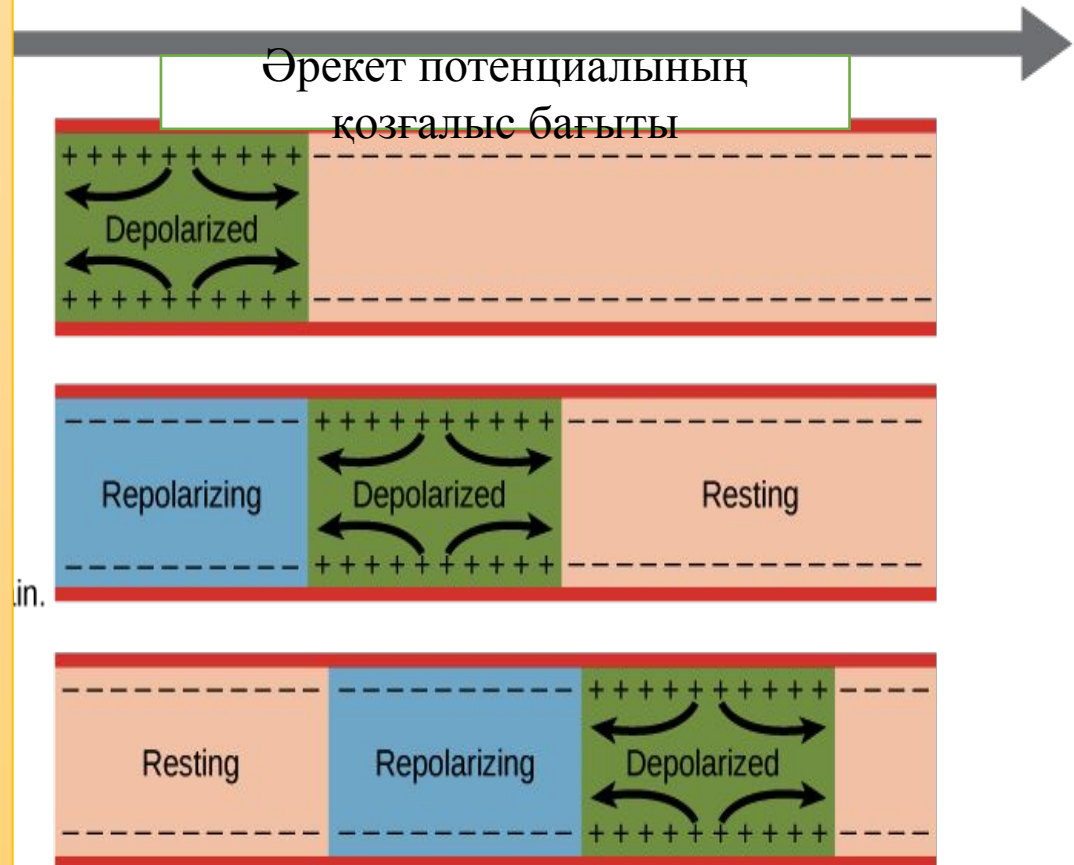 Әрекет потенциалының
қозғалыс бағыты
Depolarized
Repolarizing
Depolarized
Resting
in.
Resting
Repolarizing
Depolarized